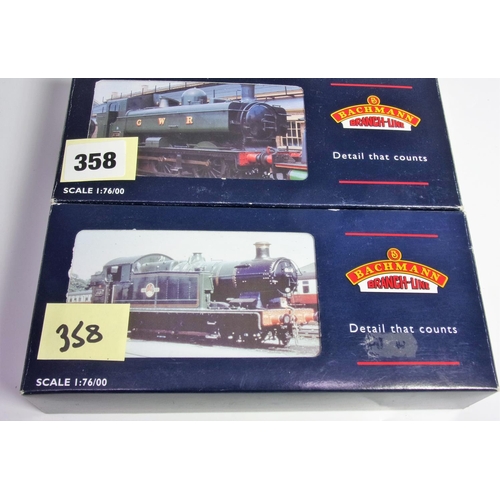 G W R
BACHMANN
BRANCH-LINE
Detail that counts
358
SCALE 1:76/00
BACHMANN
BRANCH-LINE
Detail that counts
358
SCALE 1:76/00